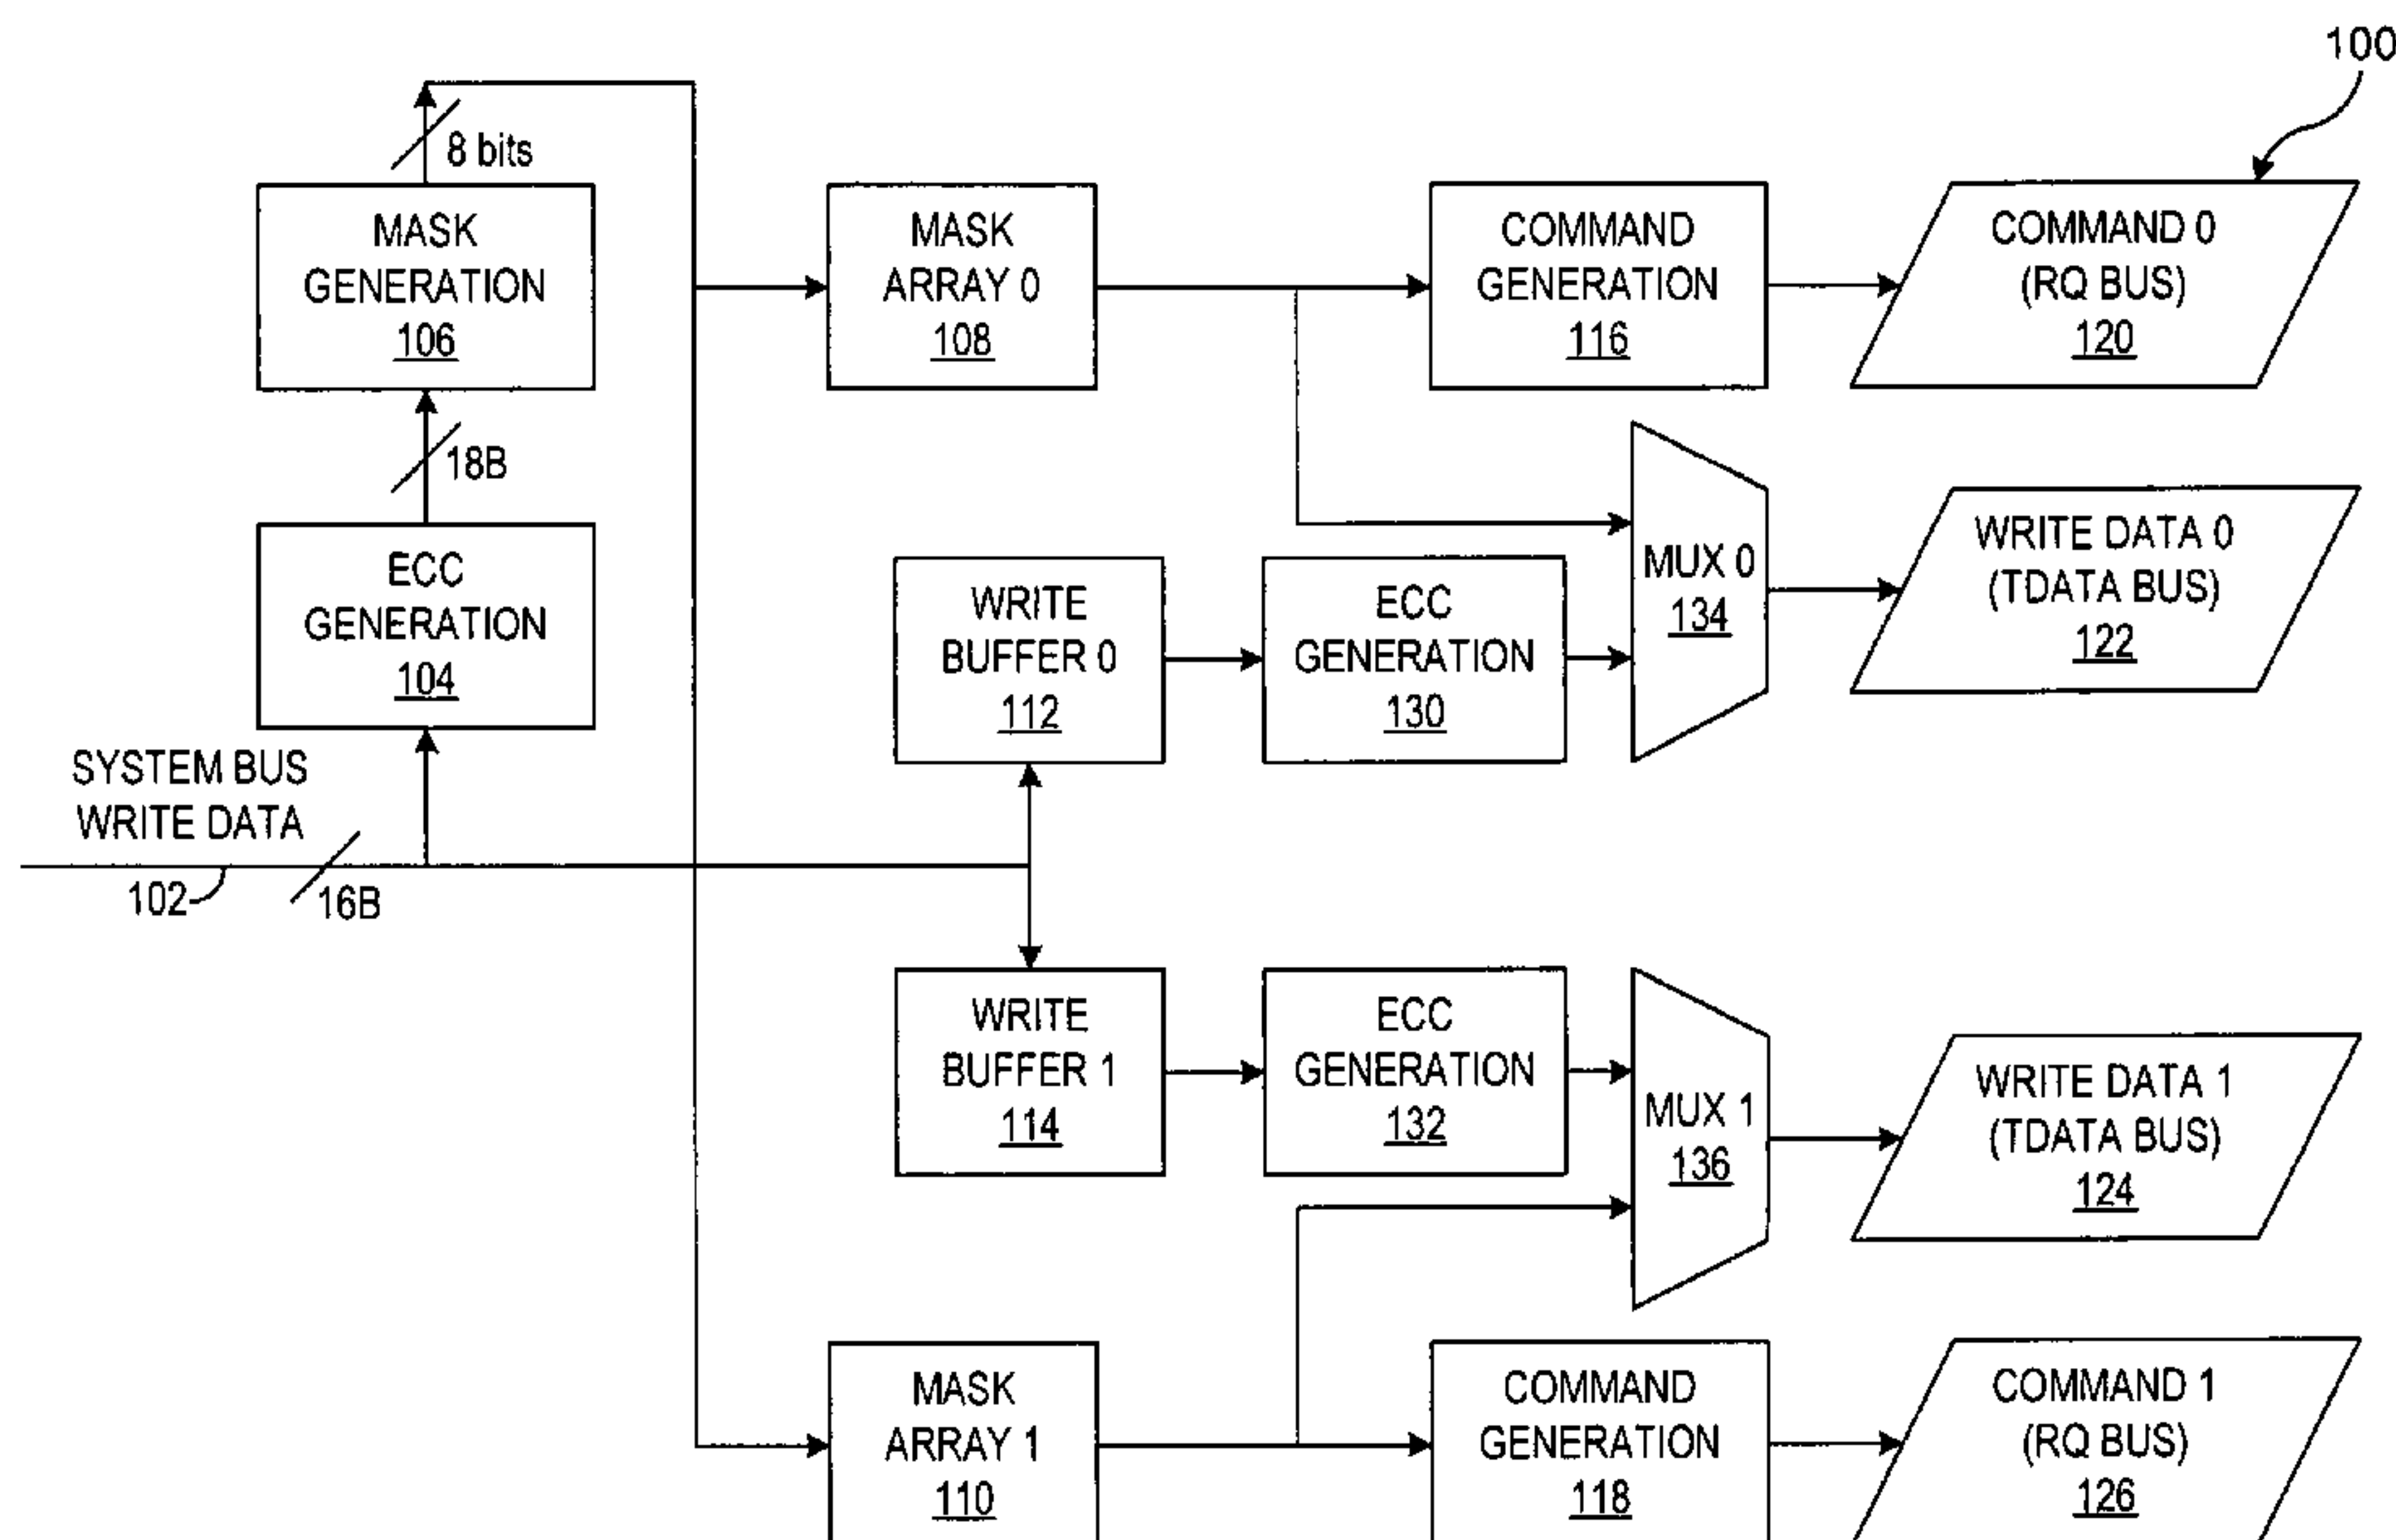 100
8 bits
MASK
GENERATION
106
MASK
ARRAY 0
108
COMMAND
GENERATION
116
COMMAND 0
(RQ BUS)
120
18B
ECC
GENERATION
104
WRITE
BUFFER 0
112
ECC
GENERATION
130
MUX 0
134
WRITE DATA 0
(TDATA BUS)
122
SYSTEM BUS
WRITE DATA
102
16B
WRITE
BUFFER 1
114
ECC
GENERATION
132
MUX 1
136
WRITE DATA 1
(TDATA BUS)
124
MASK
ARRAY 1
110
COMMAND
GENERATION
118
COMMAND 1
(RQ BUS)
126